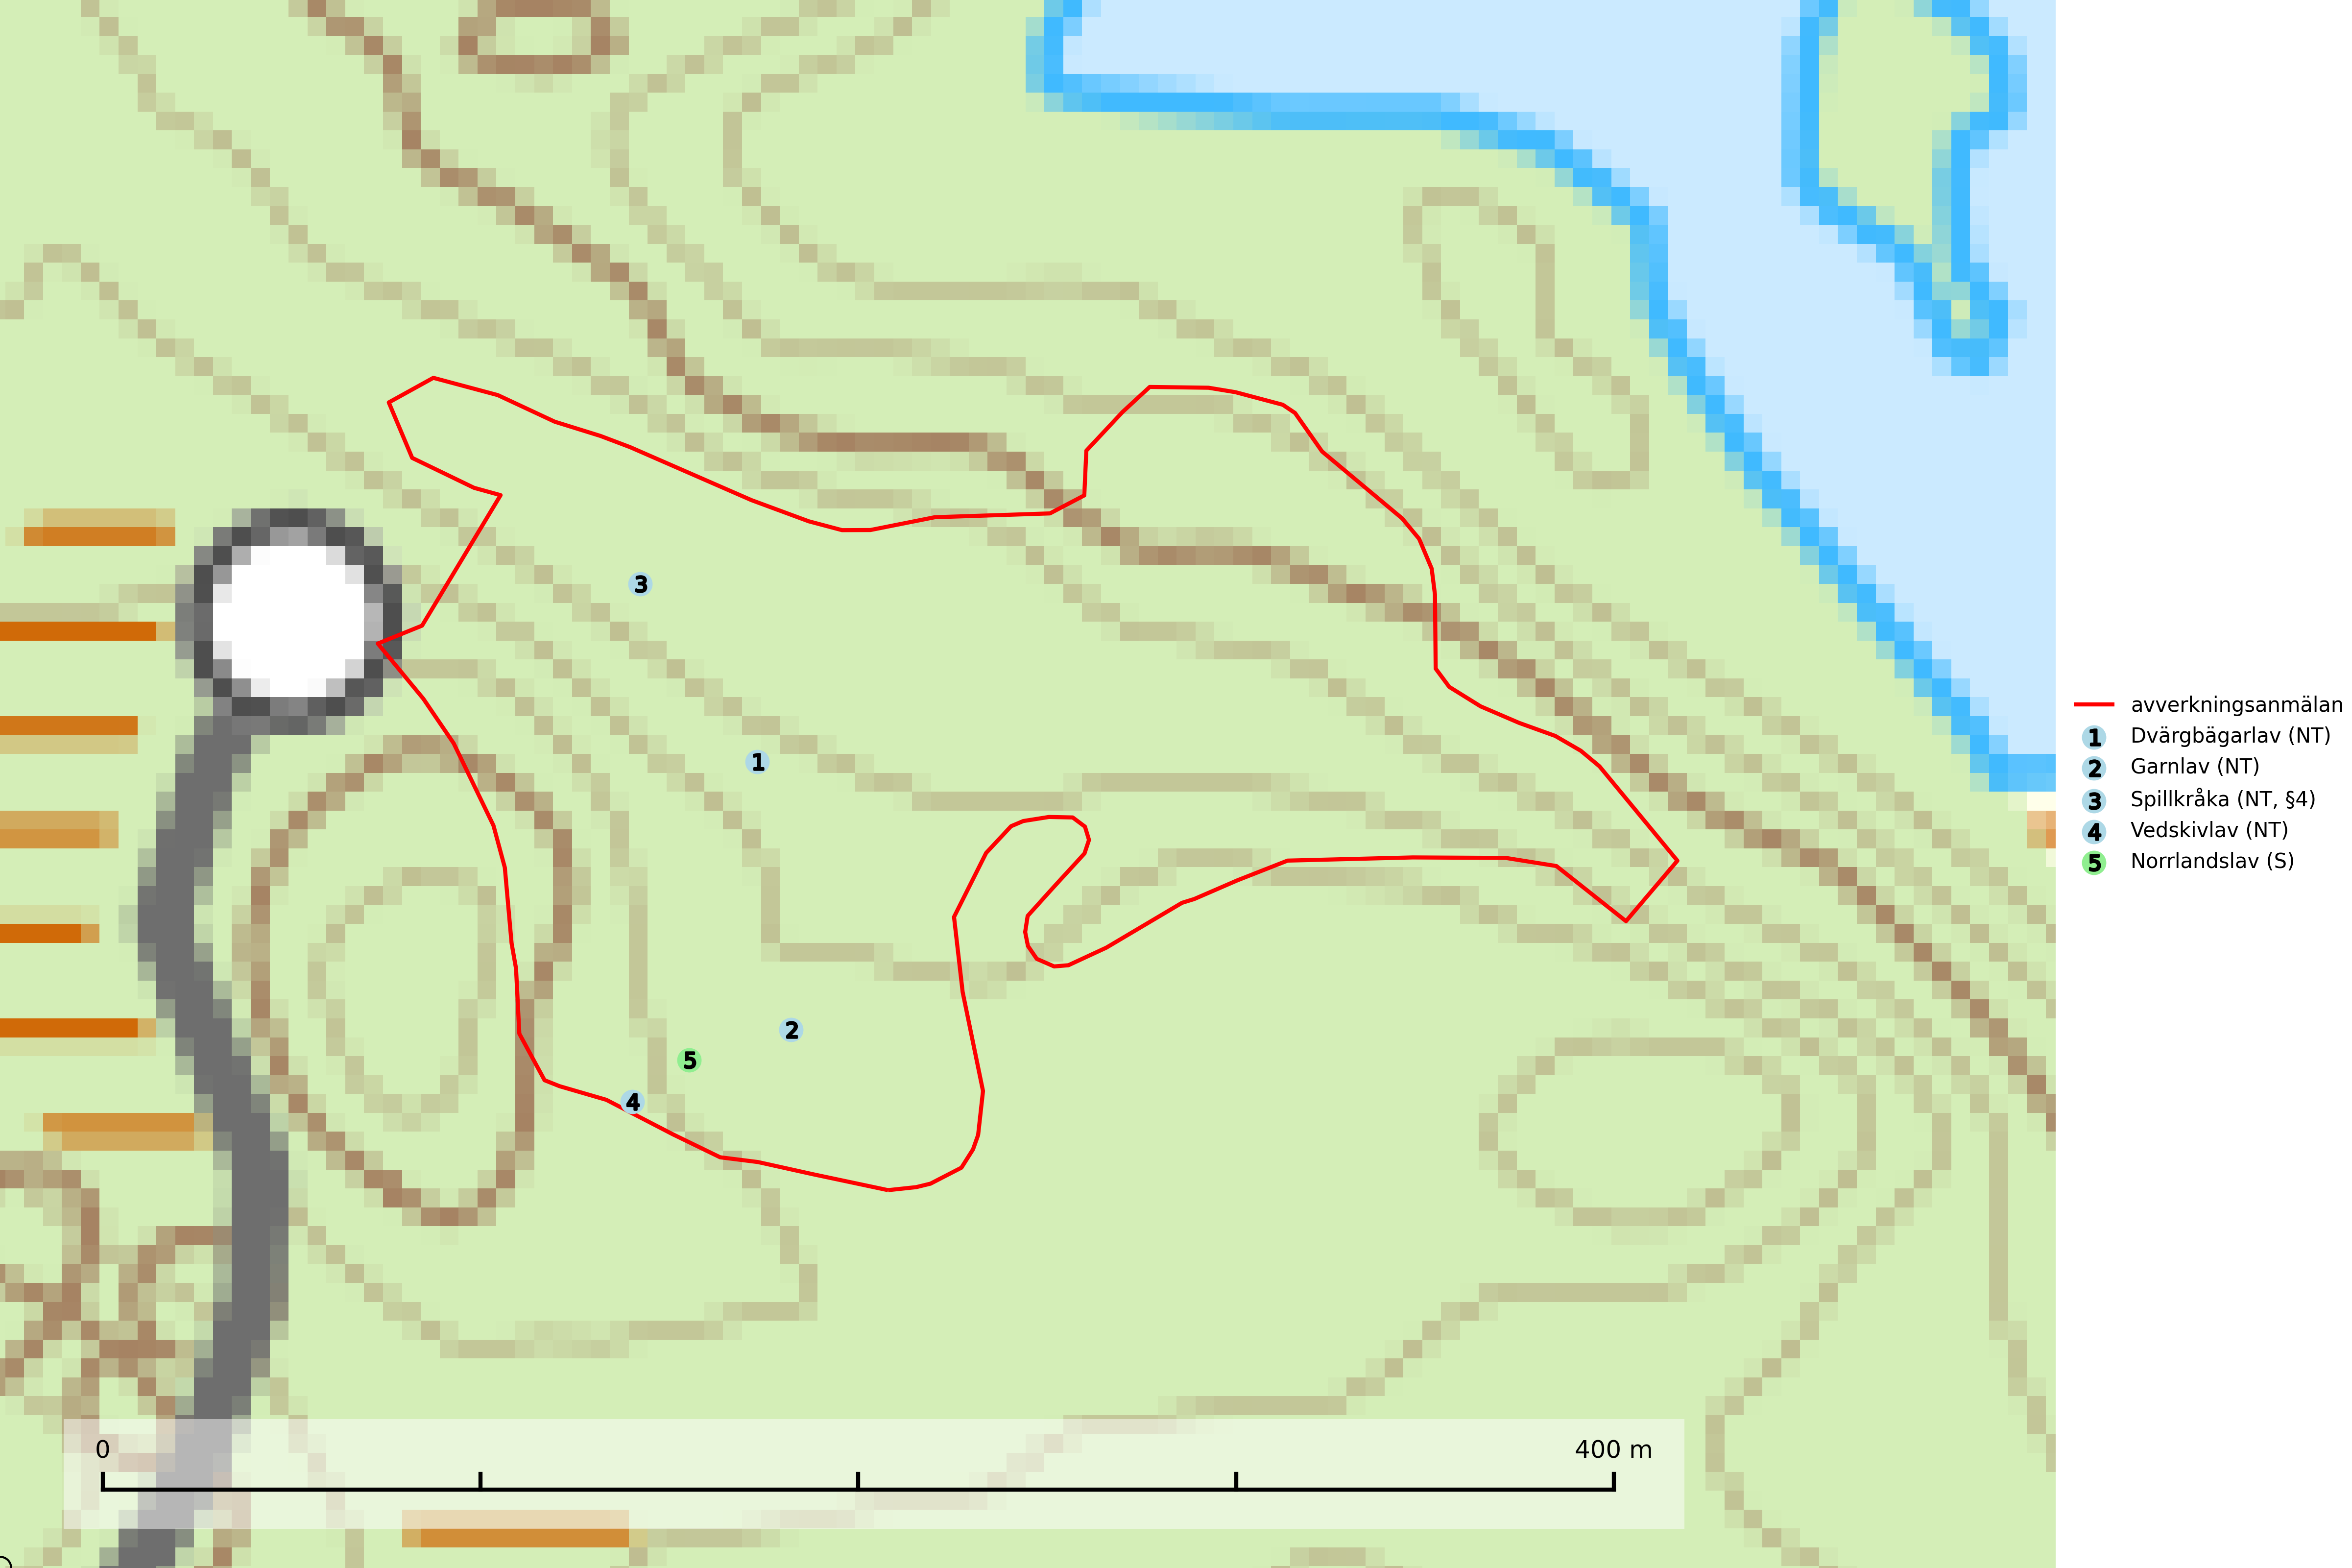 3
1
2
5
4
avverkningsanmälan
1 Dvärgbägarlav (NT)
2 Garnlav (NT)
3 Spillkråka (NT, §4)
4 Vedskivlav (NT)
5 Norrlandslav (S)
0 400 m